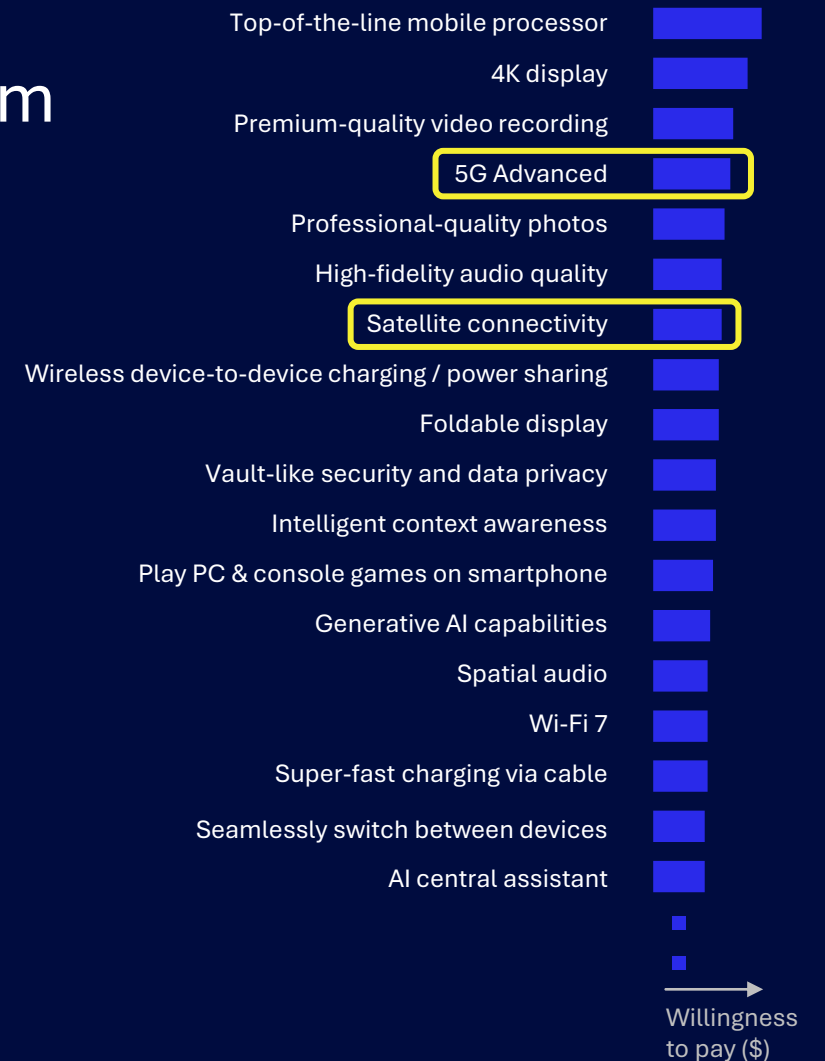 m
Top-of-the-line mobile processor
4K display
Premium-quality video recording
5G Advanced
Professional-quality photos
High-fidelity audio quality
Satellite connectivity
Wireless device-to-device charging / power sharing
Foldable display
Vault-like security and data privacy
Intelligent context awareness
Play PC & console games on smartphone
Generative AI capabilities
Spatial audio
Wi-Fi 7
Super-fast charging via cable
Seamlessly switch between devices
AI central assistant
Willingness
to pay ($)